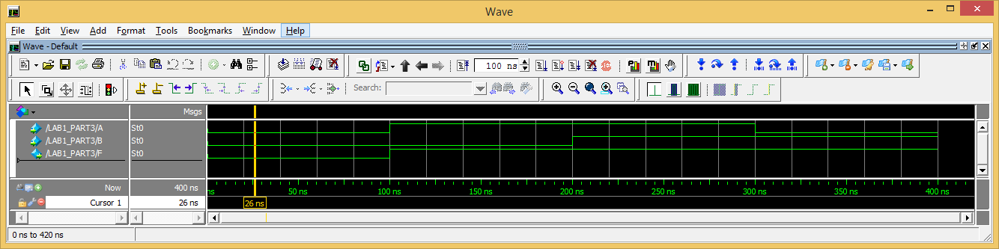 Wave
File Edit View Add Format Tools Bookmarks Window Help
Wave - Default
100 ns
Search:
Msgs
/LAB1_PART3/A St0
/LAB1_PART3/B St0
/LAB1_PART3/F St0
Now 400 ns ns 50 ns 100 ns 150 ns 200 ns 250 ns 300 ns 350 ns 400 ns
Cursor 1 26 ns 26 ns
0 ns to 420 ns